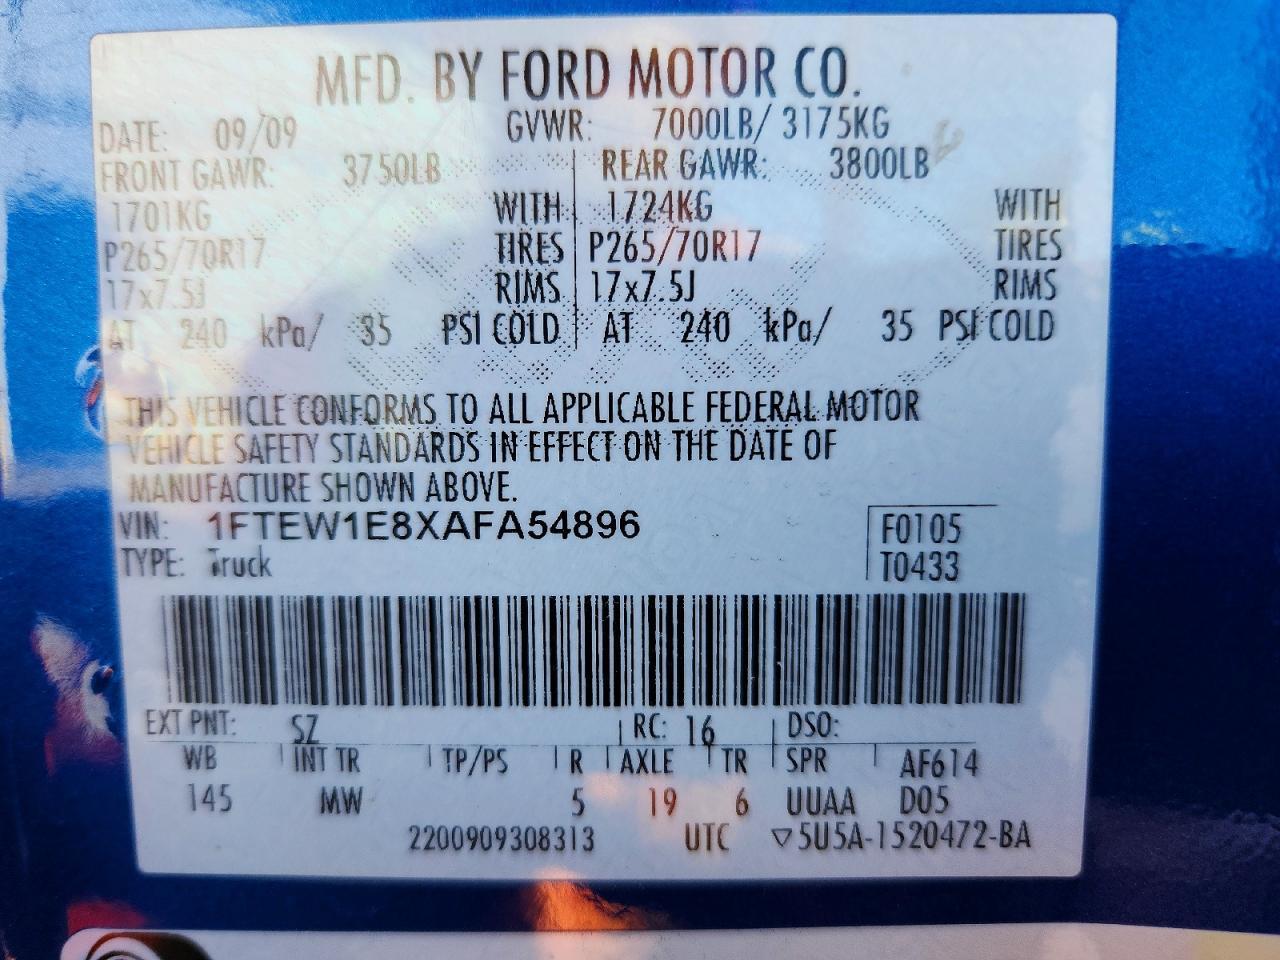 MFD. BY FORD MOTOR CO.
DATE: 09/09 GVWR: 7000LB/ 3175KG
FRONT GAWR: 3750LB REAR GAWR: 3800LB
1701KG WITH 1724KG WITH
P265/70R17 TIRES P265/70R17 TIRES
17x7.5J RIMS 17x7.5J RIMS
AT 240 kPa/ 35 PSI COLD AT 240 kPa/ 35 PSI COLD
THIS VEHICLE CONFORMS TO ALL APPLICABLE FEDERAL MOTOR
VEHICLE SAFETY STANDARDS IN EFFECT ON THE DATE OF
MANUFACTURE SHOWN ABOVE.
VIN: 1FTEW1E8XAFA54896 F0105
TYPE: Truck T0433
EXT PNT: SZ RC: 16 DSO:
WB INT TR TP/PS R AXLE TR SPR AF614
145 MW 5 19 6 UUAA D05
2200909308313 UTC ▽5U5A-1520472-BA